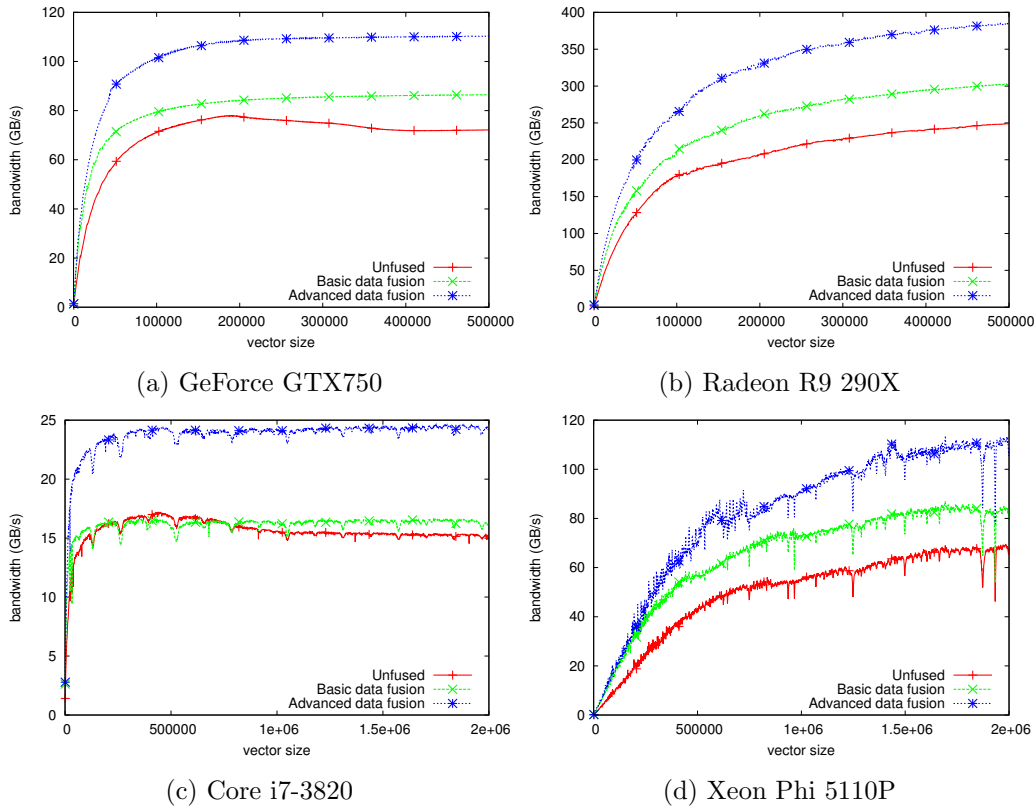 120
100
80
60
40
20
0
bandwidth (GB/s)
0 100000 200000 300000 400000 500000
vector size
Unfused
Basic data fusion
Advanced data fusion
(a) GeForce GTX750
400
350
300
250
200
150
100
50
0
bandwidth (GB/s)
0 100000 200000 300000 400000 500000
vector size
Unfused
Basic data fusion
Advanced data fusion
(b) Radeon R9 290X
25
20
15
10
5
0
bandwidth (GB/s)
0 500000 1e+06 1.5e+06 2e+06
vector size
Unfused
Basic data fusion
Advanced data fusion
(c) Core i7-3820
120
100
80
60
40
20
0
bandwidth (GB/s)
0 500000 1e+06 1.5e+06 2e+06
vector size
Unfused
Basic data fusion
Advanced data fusion
(d) Xeon Phi 5110P